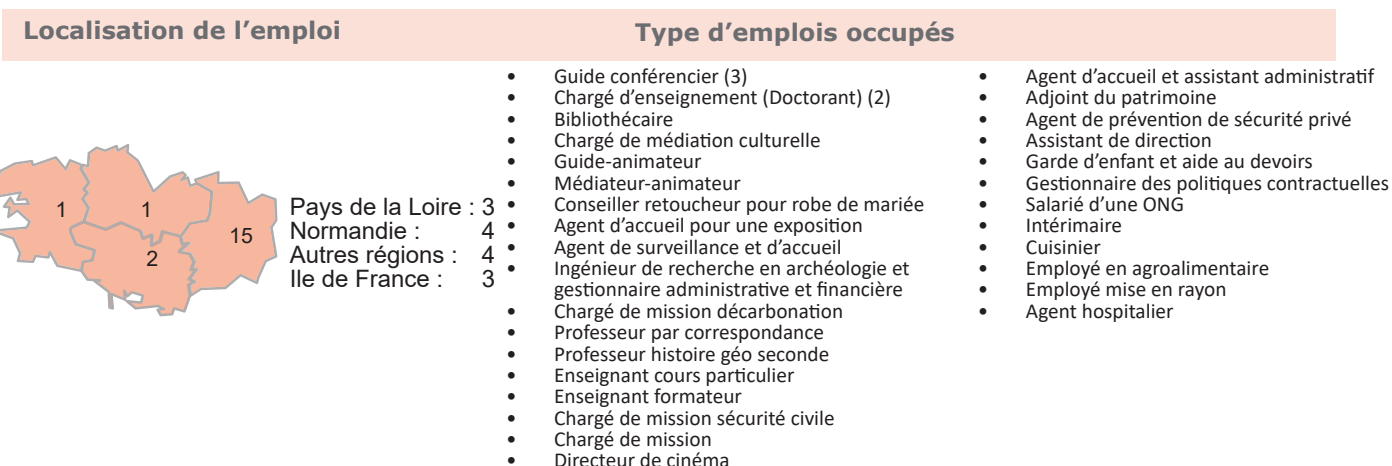 Localisation de l’emploi
Type d’emplois occupés
1
1
2
15
Pays de la Loire : 3
Normandie : 4
Autres régions : 4
Ile de France : 3
• Guide conférencier (3)
• Chargé d’enseignement (Doctorant) (2)
• Bibliothécaire
• Chargé de médiation culturelle
• Guide-animateur
• Médiateur-animateur
• Conseiller retoucheur pour robe de mariée
• Agent d’accueil pour une exposition
• Agent de surveillance et d’accueil
• Ingénieur de recherche en archéologie et
gestionnaire administrative et financière
• Chargé de mission décarbonation
• Professeur par correspondance
• Professeur histoire géo seconde
• Enseignant cours particulier
• Enseignant formateur
• Chargé de mission sécurité civile
• Chargé de mission
• Directeur de cinéma
• Agent d’accueil et assistant administratif
• Adjoint du patrimoine
• Agent de prévention de sécurité privé
• Assistant de direction
• Garde d’enfant et aide au devoirs
• Gestionnaire des politiques contractuelles
• Salarié d’une ONG
• Intérimaire
• Cuisinier
• Employé en agroalimentaire
• Employé mise en rayon
• Agent hospitalier